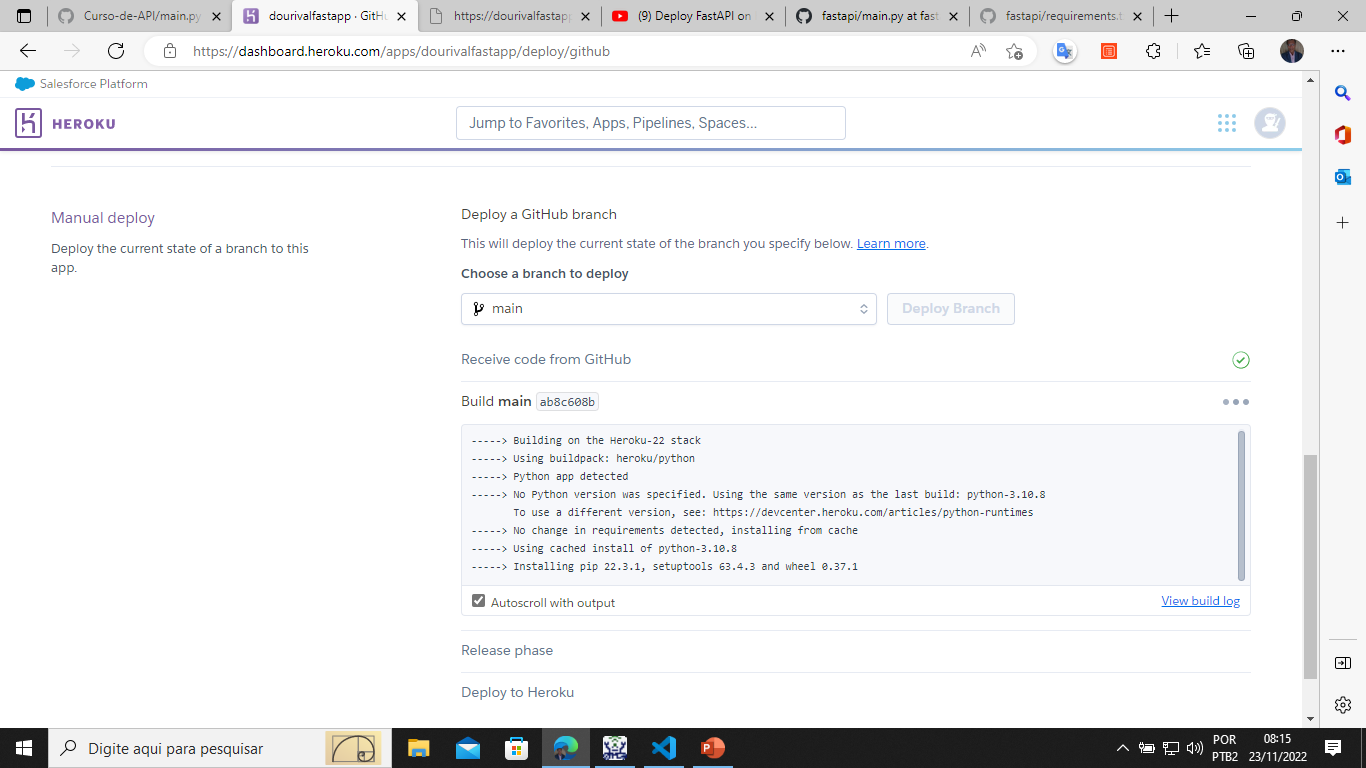 Curso-de-API/main.py
dourivalfastapp · GitHu
https://dourivalfastapp
(9) Deploy FastAPI on
fastapi/main.py at fast
fastapi/requirements.t
https://dashboard.heroku.com/apps/dourivalfastapp/deploy/github
Salesforce Platform
HEROKU
Jump to Favorites, Apps, Pipelines, Spaces...
Manual deploy
Deploy the current state of a branch to this
app.
Deploy a GitHub branch
This will deploy the current state of the branch you specify below. Learn more.
Choose a branch to deploy
main
Deploy Branch
Receive code from GitHub
Build main ab8c608b
-----> Building on the Heroku-22 stack
-----> Using buildpack: heroku/python
-----> Python app detected
-----> No Python version was specified. Using the same version as the last build: python-3.10.8
To use a different version, see: https://devcenter.heroku.com/articles/python-runtimes
-----> No change in requirements detected, installing from cache
-----> Using cached install of python-3.10.8
-----> Installing pip 22.3.1, setuptools 63.4.3 and wheel 0.37.1
Autoscroll with output
View build log
Release phase
Deploy to Heroku
Digite aqui para pesquisar
POR
PTB2
08:15
23/11/2022